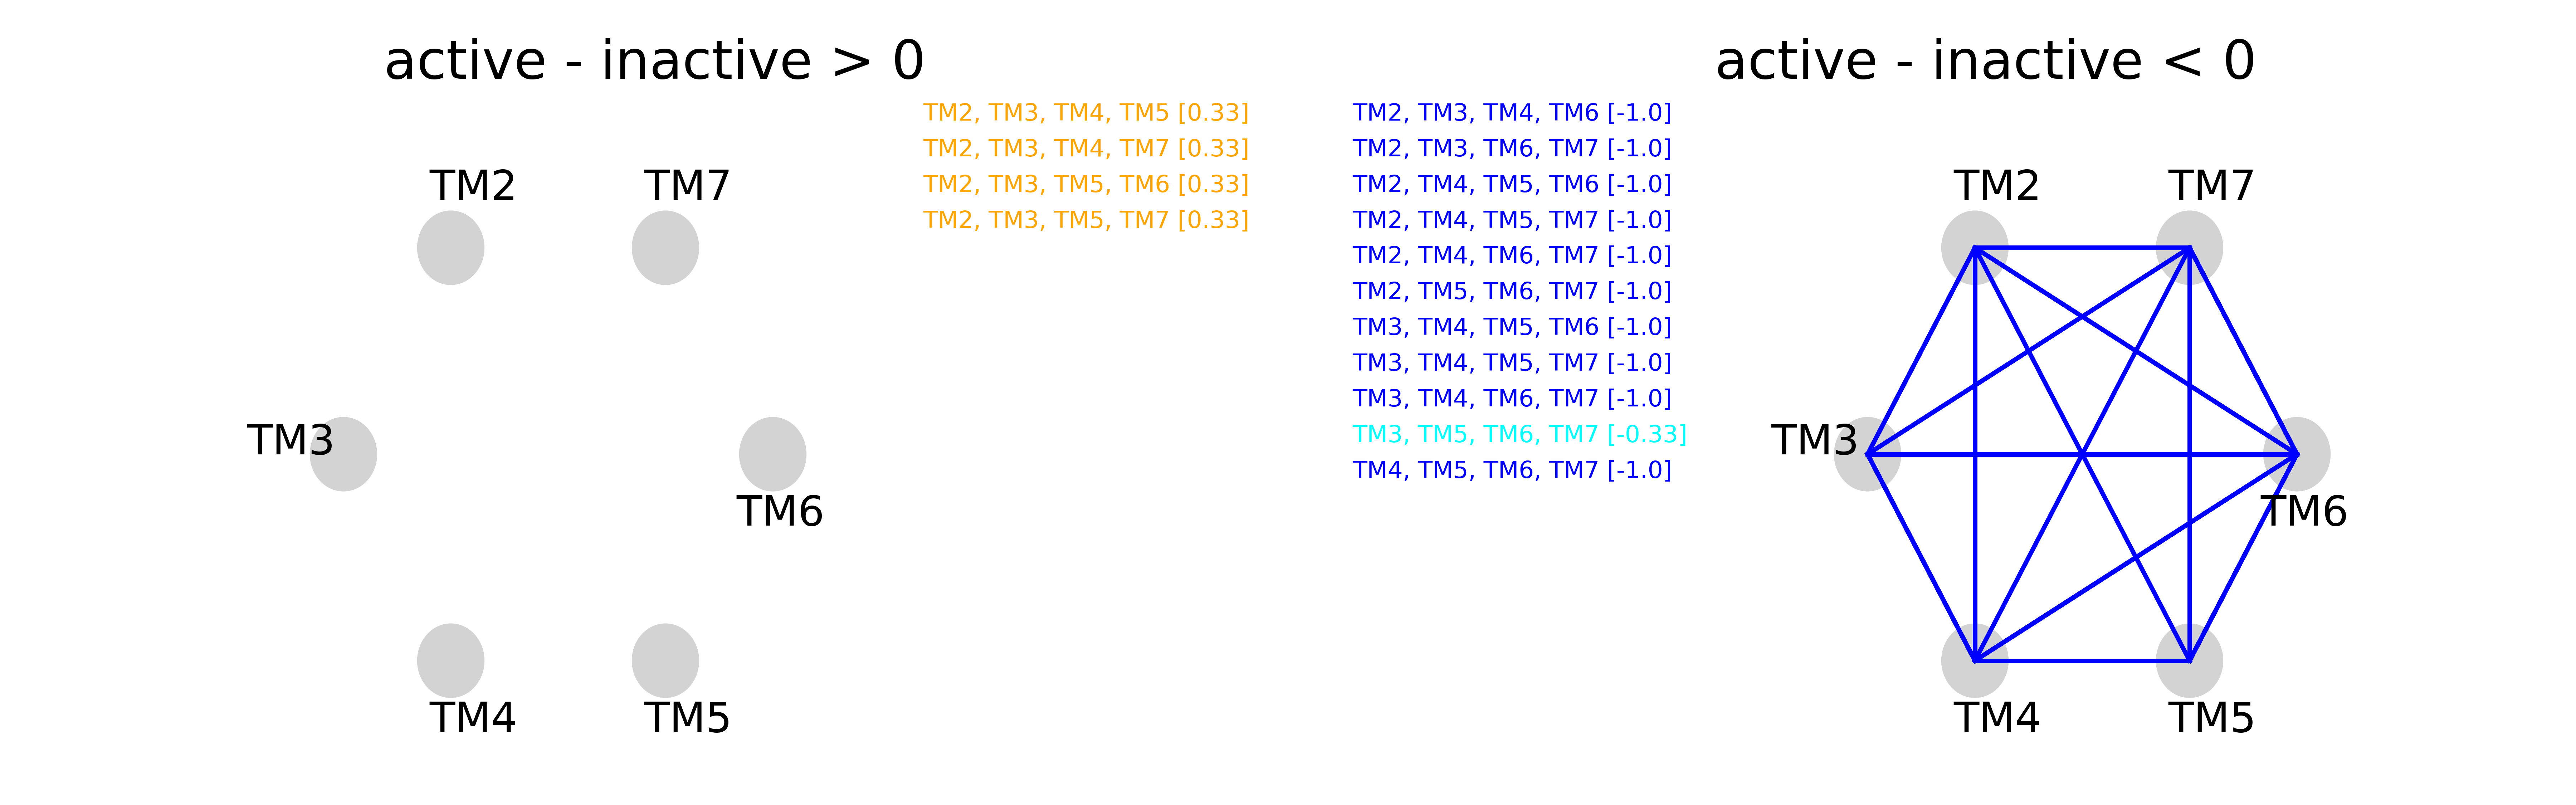 active - inactive > 0
TM2, TM3, TM4, TM5 [0.33]
TM2, TM3, TM4, TM7 [0.33]
TM2, TM3, TM5, TM6 [0.33]
TM2, TM3, TM5, TM7 [0.33]
TM2
TM7
TM3
TM6
TM4
TM5
active - inactive < 0
TM2, TM3, TM4, TM6 [-1.0]
TM2, TM3, TM6, TM7 [-1.0]
TM2, TM4, TM5, TM6 [-1.0]
TM2, TM4, TM5, TM7 [-1.0]
TM2, TM4, TM6, TM7 [-1.0]
TM2, TM5, TM6, TM7 [-1.0]
TM3, TM4, TM5, TM6 [-1.0]
TM3, TM4, TM5, TM7 [-1.0]
TM3, TM4, TM6, TM7 [-1.0]
TM3, TM5, TM6, TM7 [-0.33]
TM4, TM5, TM6, TM7 [-1.0]
TM2
TM7
TM3
TM6
TM4
TM5